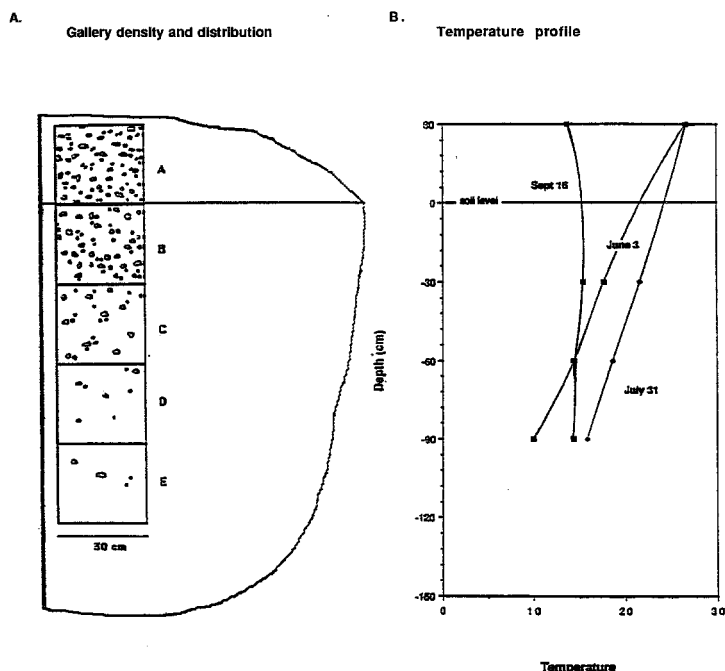 A.
Gallery density and distribution
A
B
C
D
E
30 cm
B.
Temperature profile
Depth (cm)
30
0
-30
-60
-90
-120
-150
soil level
Sept 16
June 3
July 31
0
10
20
30
Temperature